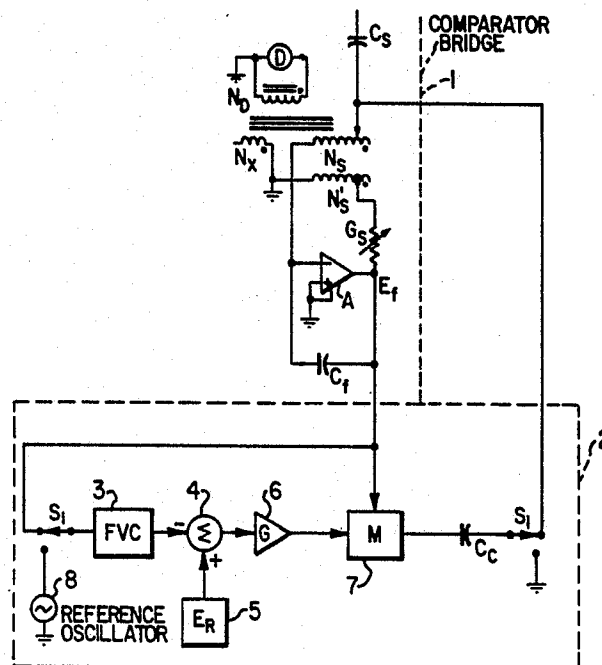 C_S
COMPARATOR
BRIDGE
1
D
N_D
N_X
N_S
N'_S
G_S
A
E_f
C_f
2
S_1
3
FVC
4
-
Σ
+
6
G
M
7
C_C
S_1
8
REFERENCE
OSCILLATOR
E_R
5